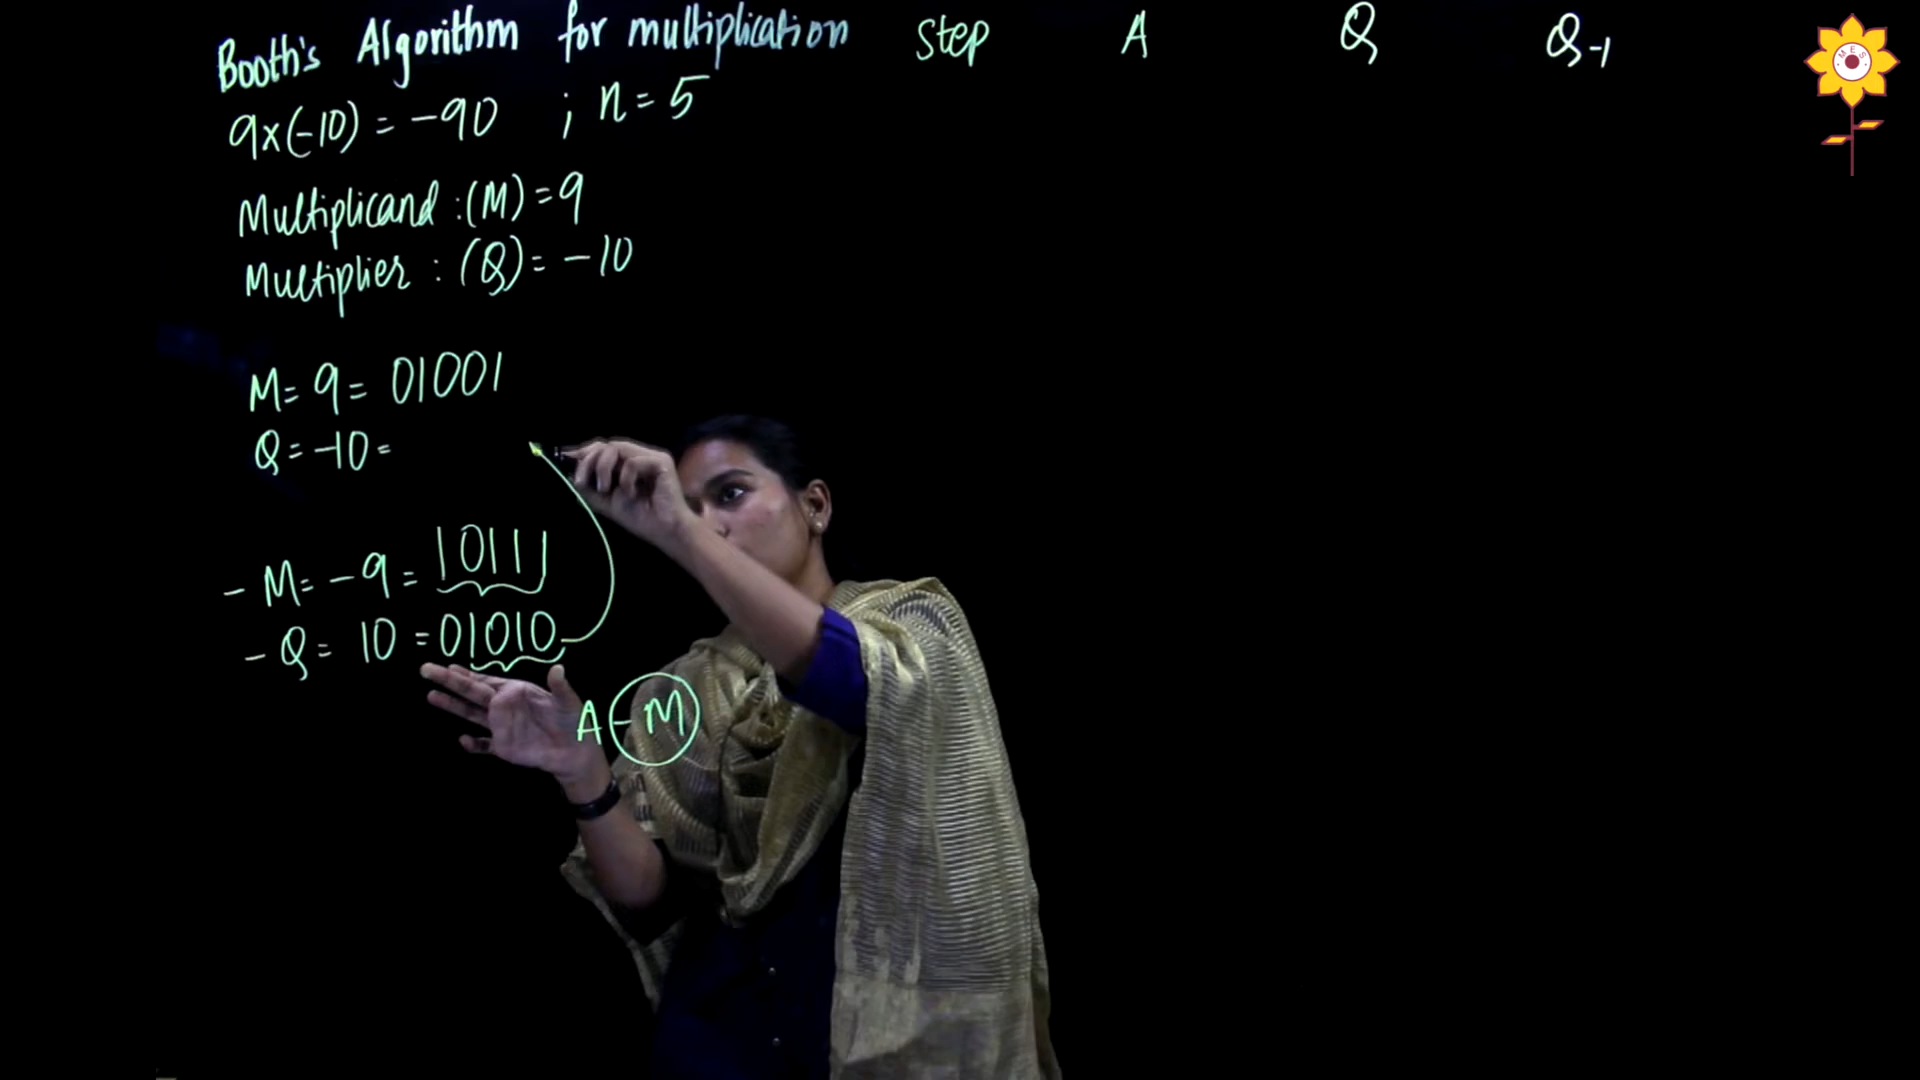 Booth's Algorithm for multiplication
9x(-10) = -90 ; n = 5
Multiplicand : (M) = 9
Multiplier : (Q) = -10
M = 9 = 01001
Q = -10 =
- M = -9 = 10111
- Q = 10 = 01010
A - M
Step A Q Q-1
MES